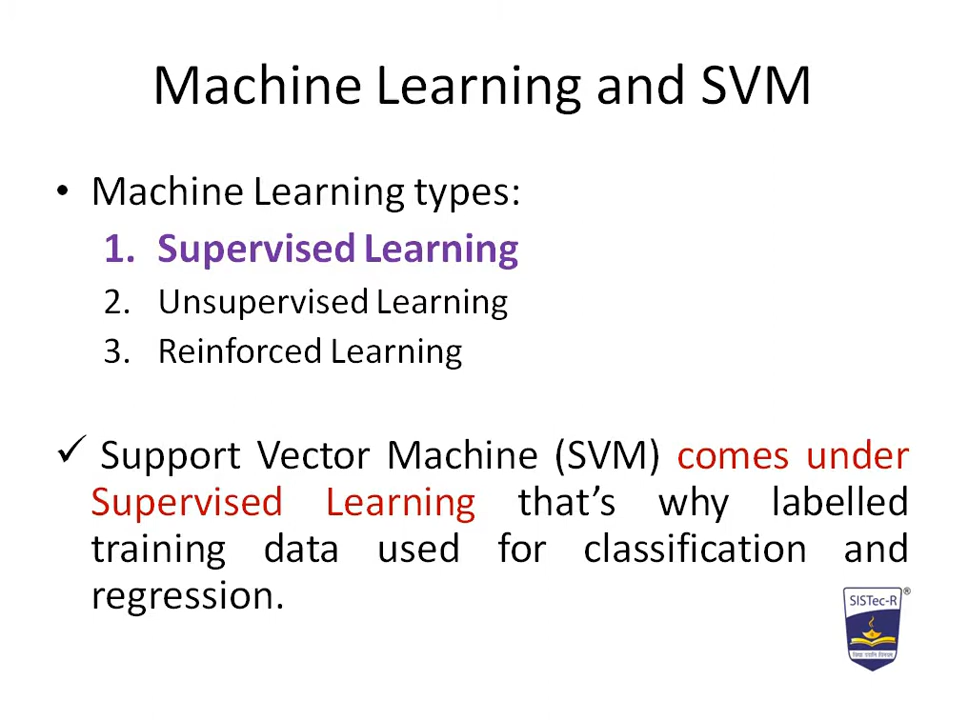 Machine Learning and SVM
• Machine Learning types:
1. Supervised Learning
2. Unsupervised Learning
3. Reinforced Learning
✓ Support Vector Machine (SVM) comes under
Supervised Learning that’s why labelled
training data used for classification and
regression.
SISTec-R®